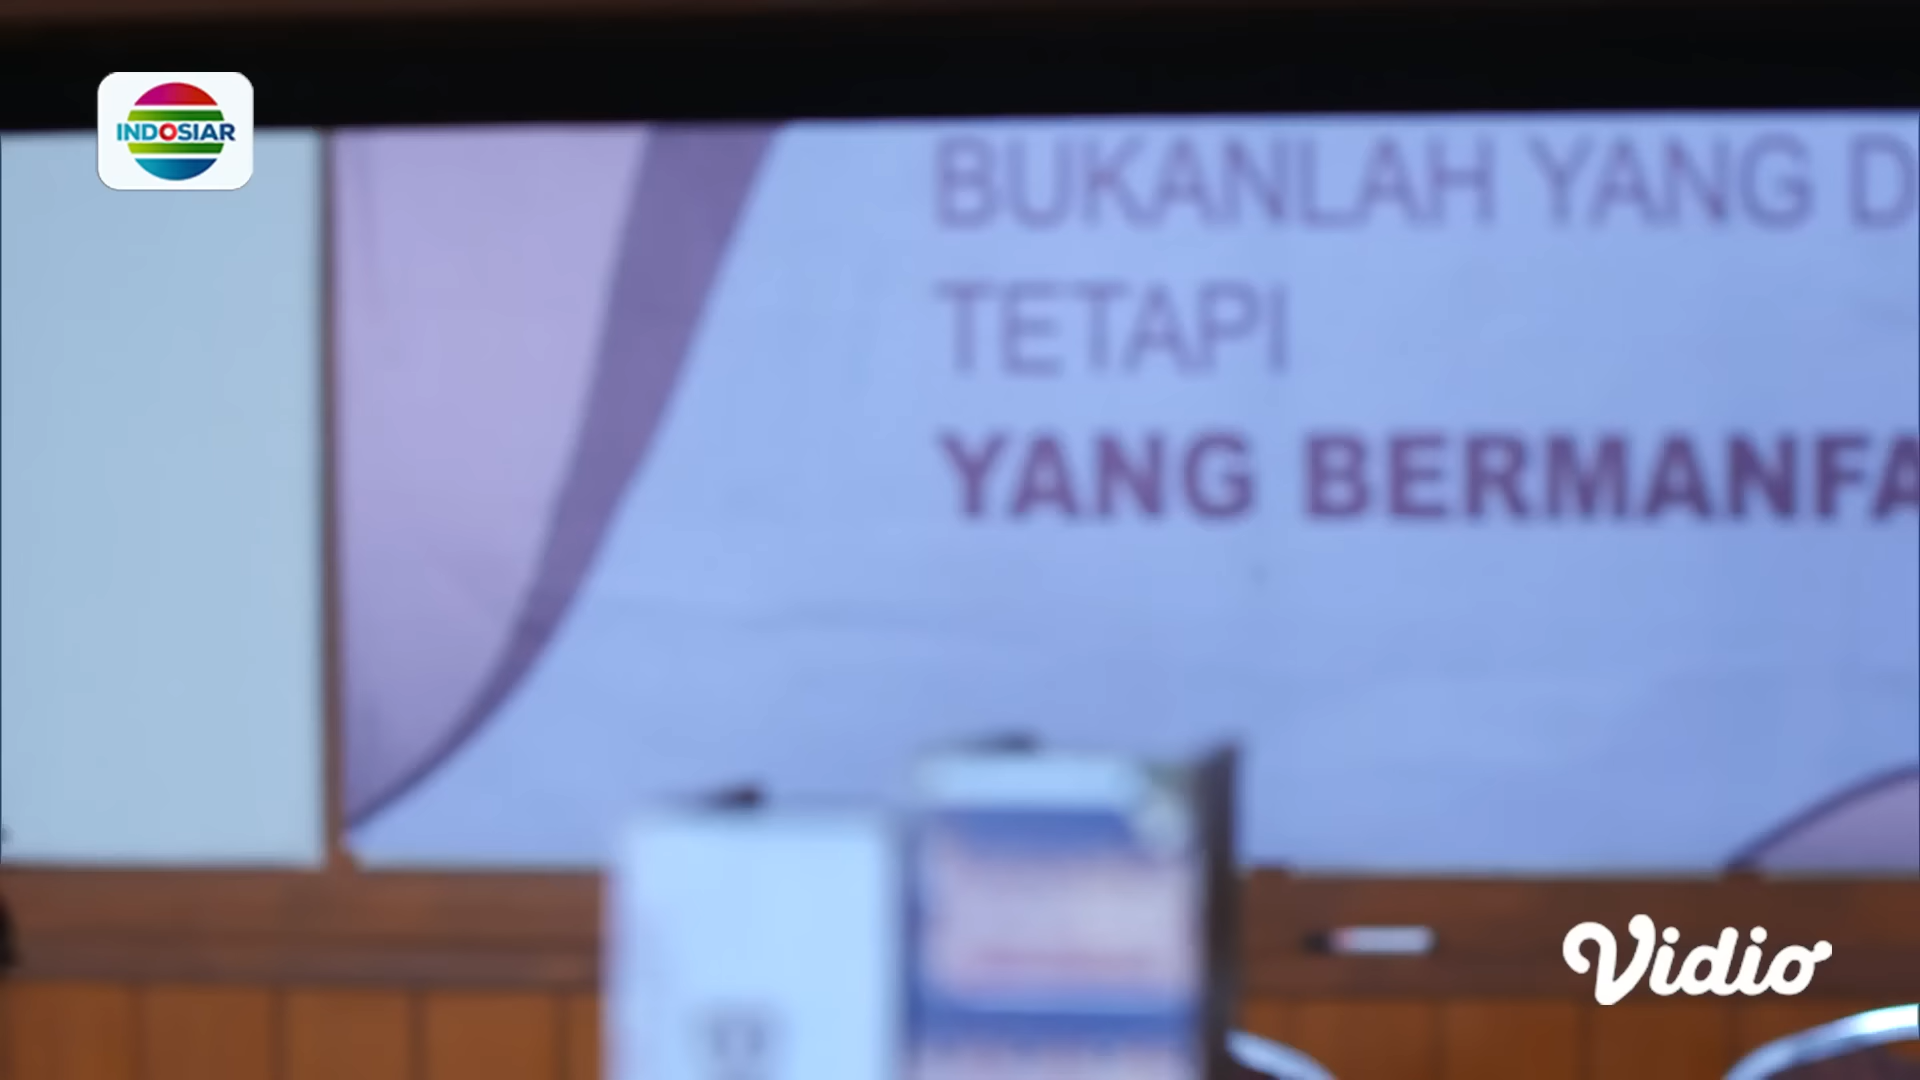 INDOSIAR
BUKANLAH YANG D
TETAPI
YANG BERMANFA
Vidio